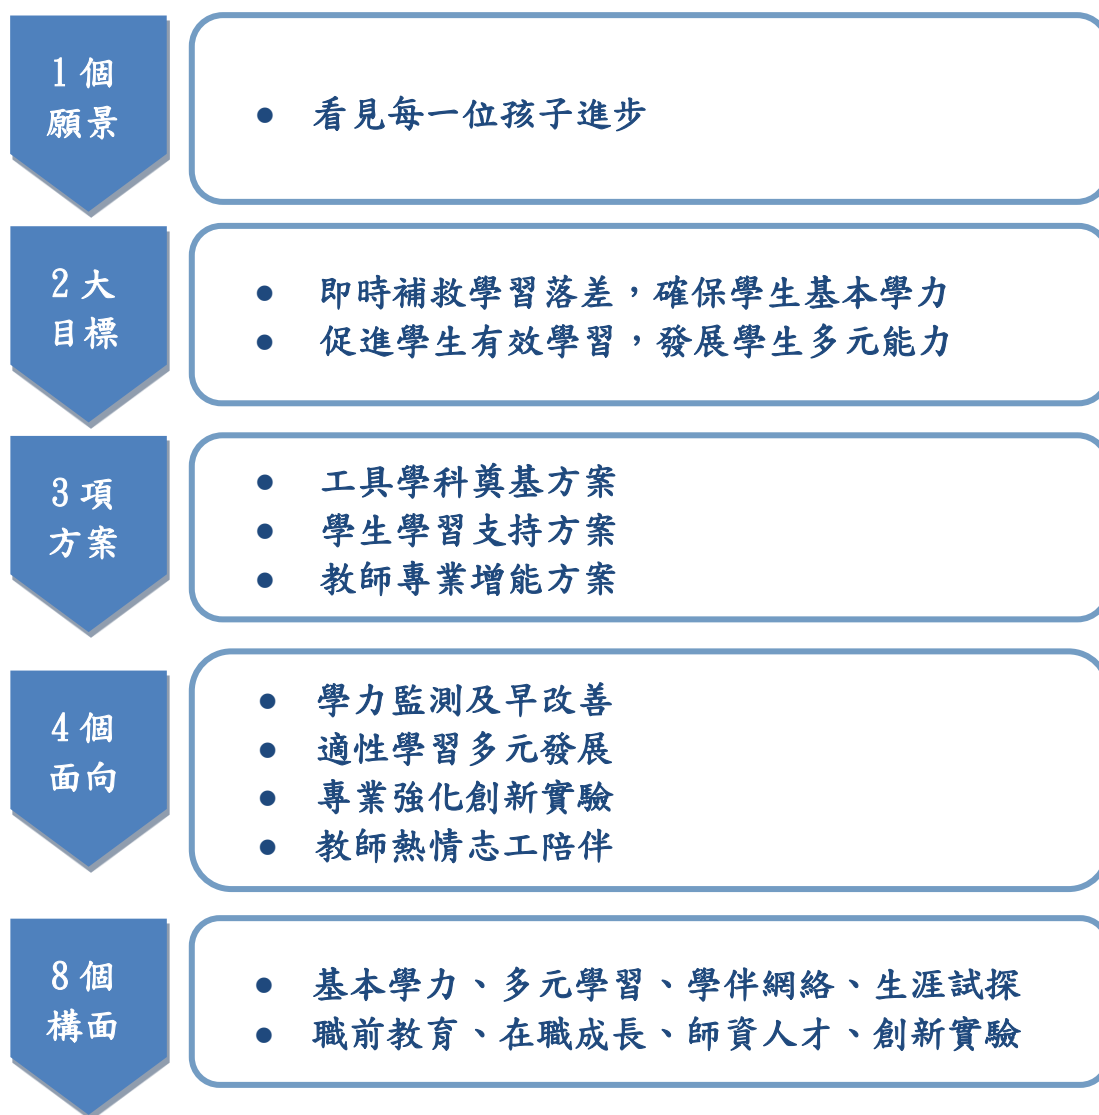 1個
願景
● 看見每一位孩子進步
2大
目標
● 即時補救學習落差，確保學生基本學力
● 促進學生有效學習，發展學生多元能力
3項
方案
● 工具學科奠基方案
● 學生學習支持方案
● 教師專業增能方案
4個
面向
● 學力監測及早改善
● 適性學習多元發展
● 專業強化創新實驗
● 教師熱情志工陪伴
8個
構面
● 基本學力、多元學習、學伴網絡、生涯試探
● 職前教育、在職成長、師資人才、創新實驗